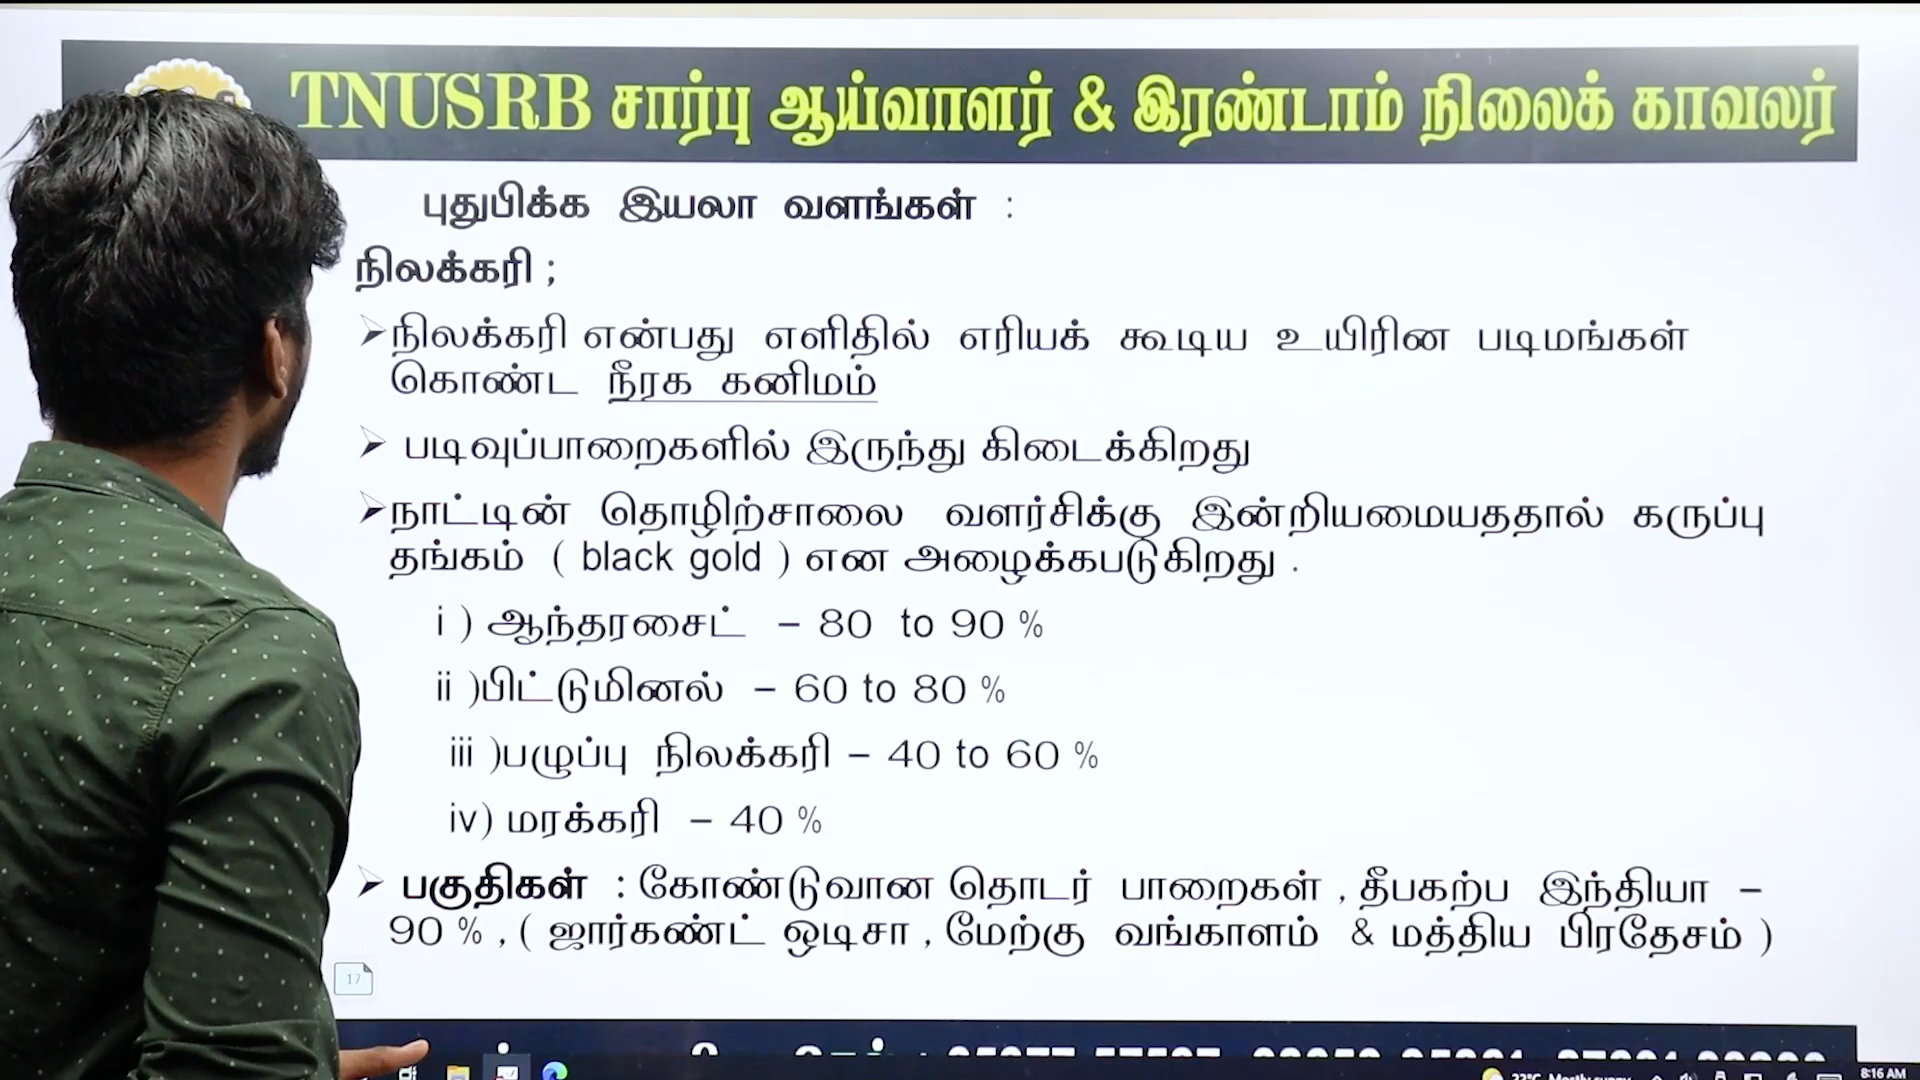 TNUSRB சார்பு ஆய்வாளர் & இரண்டாம் நிலைக் காவலர்
புதுபிக்க இயலா வளங்கள் :
நிலக்கரி ;
➢நிலக்கரி என்பது எளிதில் எரியக் கூடிய உயிரின படிமங்கள்
கொண்ட நீரக கனிமம்
➢ படிவுப்பாறைகளில் இருந்து கிடைக்கிறது
➢நாட்டின் தொழிற்சாலை வளர்சிக்கு இன்றியமையததால் கருப்பு
தங்கம் ( black gold ) என அழைக்கபடுகிறது .
i ) ஆந்தரசைட் – 80 to 90 %
ii )பிட்டுமினல் – 60 to 80 %
iii )பழுப்பு நிலக்கரி – 40 to 60 %
iv) மரக்கரி – 40 %
➢ பகுதிகள் : கோண்டுவான தொடர் பாறைகள் , தீபகற்ப இந்தியா –
90 % , ( ஜார்கண்ட் ஒடிசா , மேற்கு வங்காளம் & மத்திய பிரதேசம் )
17
8:16 AM